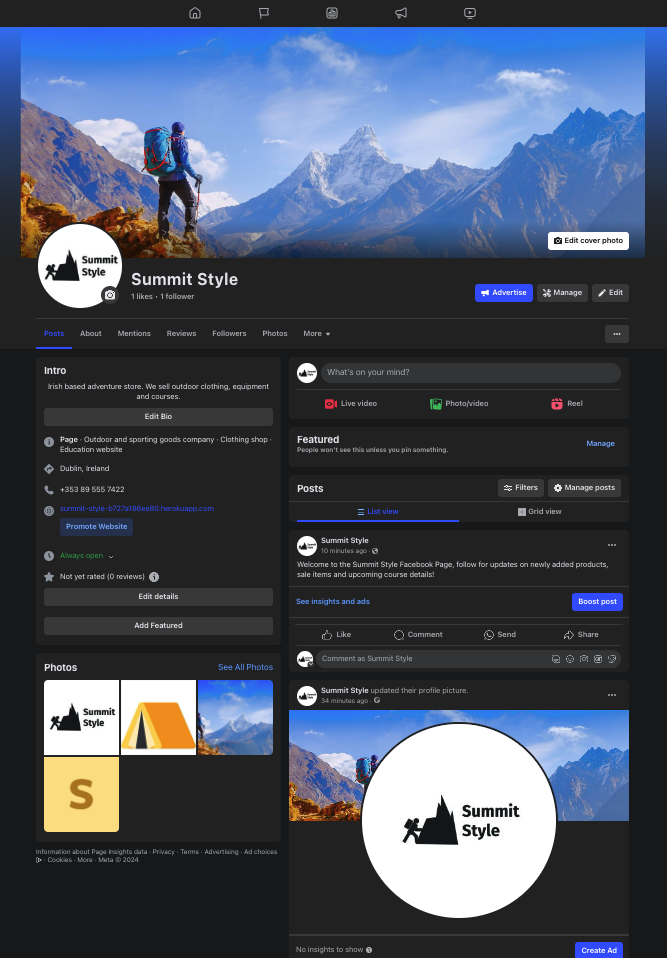 Edit cover photo
Summit
Style
Summit Style
1 likes · 1 follower
Advertise
Manage
Edit
Posts
About
Mentions
Reviews
Followers
Photos
More
Intro
Irish based adventure store. We sell outdoor clothing, equipment
and courses.
Edit Bio
Page · Outdoor and sporting goods company · Clothing shop ·
Education website
Dublin, Ireland
+353 89 555 7422
summit-style-b727a186ee80.herokuapp.com
Promote Website
Always open
Not yet rated (0 reviews)
Edit details
Add Featured
Photos
See All Photos
Summit
Style
S
Information about Page Insights data · Privacy · Terms · Advertising · Ad choices
· Cookies · More · Meta © 2024
What's on your mind?
Live video
Photo/video
Reel
Featured
People won't see this unless you pin something.
Manage
Posts
Filters
Manage posts
List view
Grid view
Summit Style
10 minutes ago ·
Welcome to the Summit Style Facebook Page, follow for updates on newly added products,
sale items and upcoming course details!
See insights and ads
Boost post
Like
Comment
Send
Share
Comment as Summit Style
Summit Style updated their profile picture.
34 minutes ago ·
Summit
Style
No insights to show
Create Ad